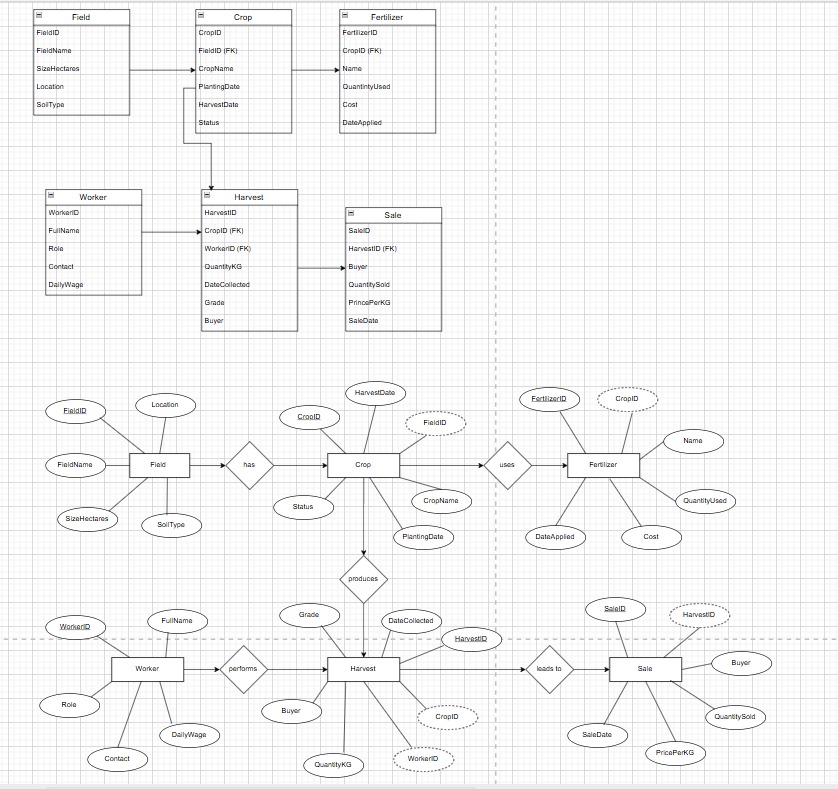 Field
FieldID
FieldName
SizeHectares
Location
SoilType
Crop
CropID
FieldID (FK)
CropName
PlantingDate
HarvestDate
Status
Fertilizer
FertilizerID
CropID (FK)
Name
QuantintyUsed
Cost
DateApplied
Worker
WorkerID
FullName
Role
Contact
DailyWage
Harvest
HarvestID
CropID (FK)
WorkerID (FK)
QuantityKG
DateCollected
Grade
Buyer
Sale
SaleID
HarvestID (FK)
Buyer
QuantitySold
PrincePerKG
SaleDate
FieldID
Location
FieldName
Field
SizeHectares
SoilType
has
HarvestDate
CropID
FieldID
Crop
Status
CropName
PlantingDate
uses
FertilizerID
CropID
Name
Fertilizer
QuantityUsed
DateApplied
Cost
produces
WorkerID
FullName
Worker
Role
DailyWage
Contact
performs
Grade
DateCollected
HarvestID
Harvest
Buyer
CropID
QuantityKG
WorkerID
leads to
SaleID
HarvestID
Buyer
Sale
QuantitySold
SaleDate
PricePerKG